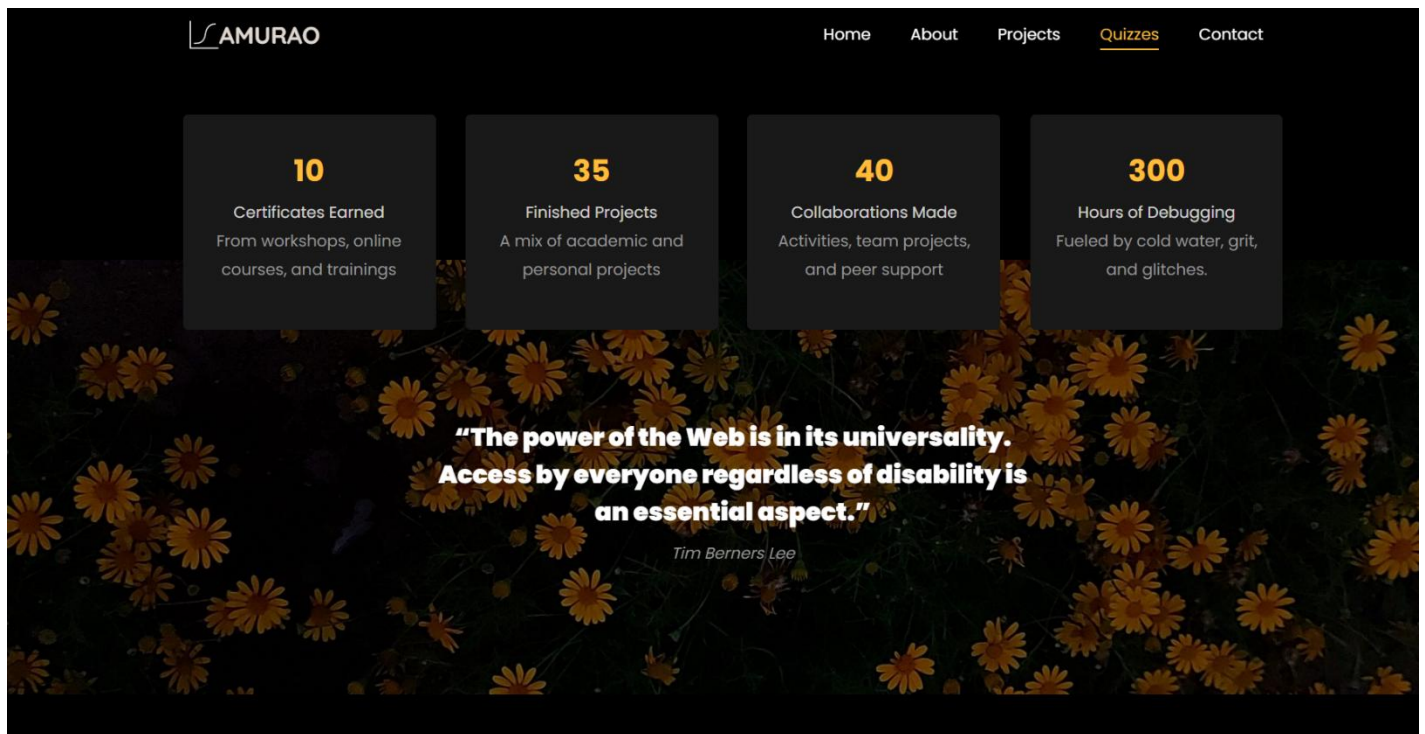 AMURAO
Home About Projects Quizzes Contact
10
Certificates Earned
From workshops, online
courses, and trainings
35
Finished Projects
A mix of academic and
personal projects
40
Collaborations Made
Activities, team projects,
and peer support
300
Hours of Debugging
Fueled by cold water, grit,
and glitches.
“The power of the Web is in its universality.
Access by everyone regardless of disability is
an essential aspect.”
Tim Berners Lee